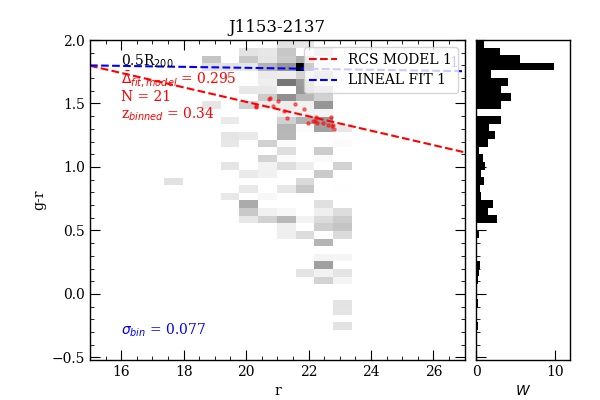 J1153-2137
0.5R200
Δfit,model = 0.295
N = 21
zbinned = 0.34
RCS MODEL 1
LINEAL FIT 1
σbin = 0.077
2.0
1.5
1.0
0.5
0.0
−0.5
g-r
16
18
20
22
24
26
r
0
10
W